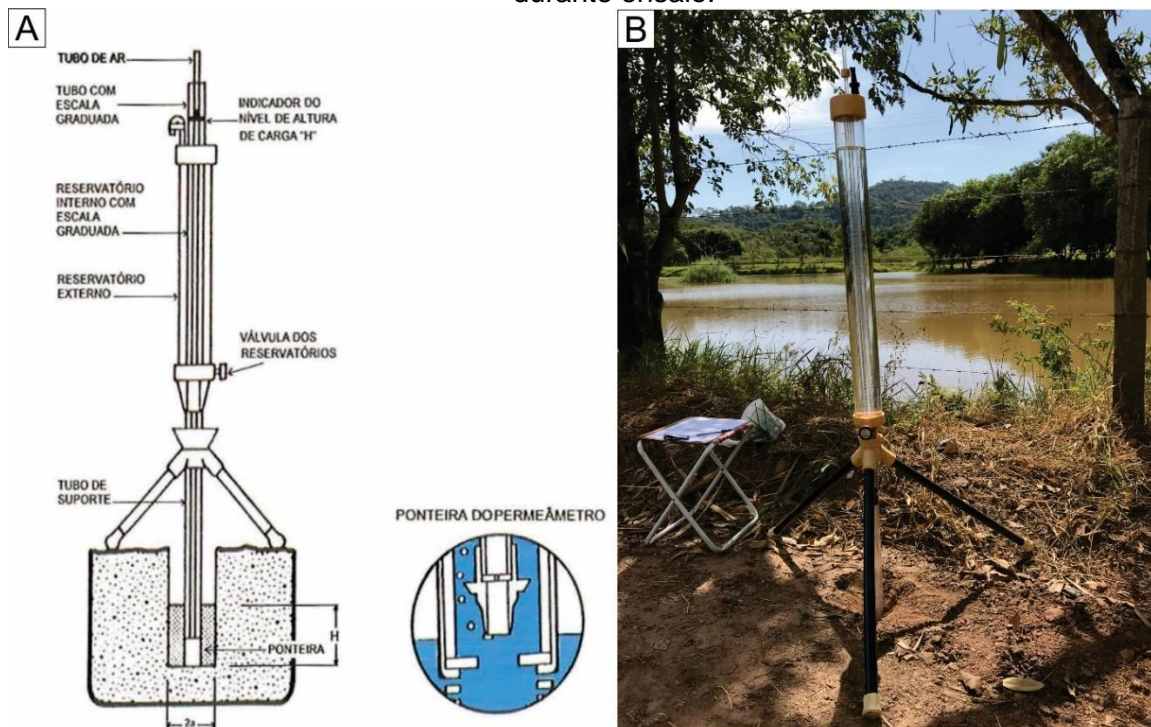 durante ensaio.
A
TUBO DE AR
TUBO COM
ESCALA
GRADUADA
INDICADOR DO
NÍVEL DE ALTURA
DE CARGA "H"
RESERVATÓRIO
INTERNO COM
ESCALA
GRADUADA
RESERVATÓRIO
EXTERNO
VÁLVULA DOS
RESERVATÓRIOS
TUBO DE
SUPORTE
H
PONTEIRA
2a
PONTEIRA DOPERMEÂMETRO
B